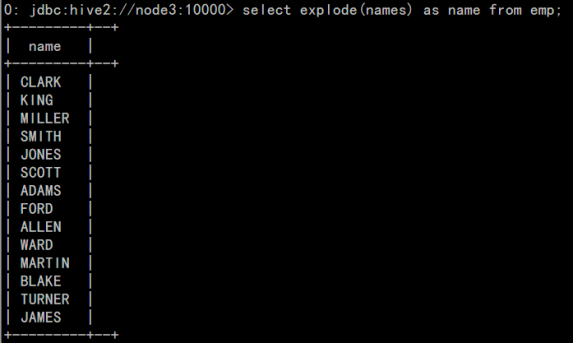 0: jdbc:hive2://node3:10000> select explode(names) as name from emp;
+---------+--+
|  name   |
+---------+--+
| CLARK   |
| KING    |
| MILLER  |
| SMITH   |
| JONES   |
| SCOTT   |
| ADAMS   |
| FORD    |
| ALLEN   |
| WARD    |
| MARTIN  |
| BLAKE   |
| TURNER  |
| JAMES   |
+---------+--+